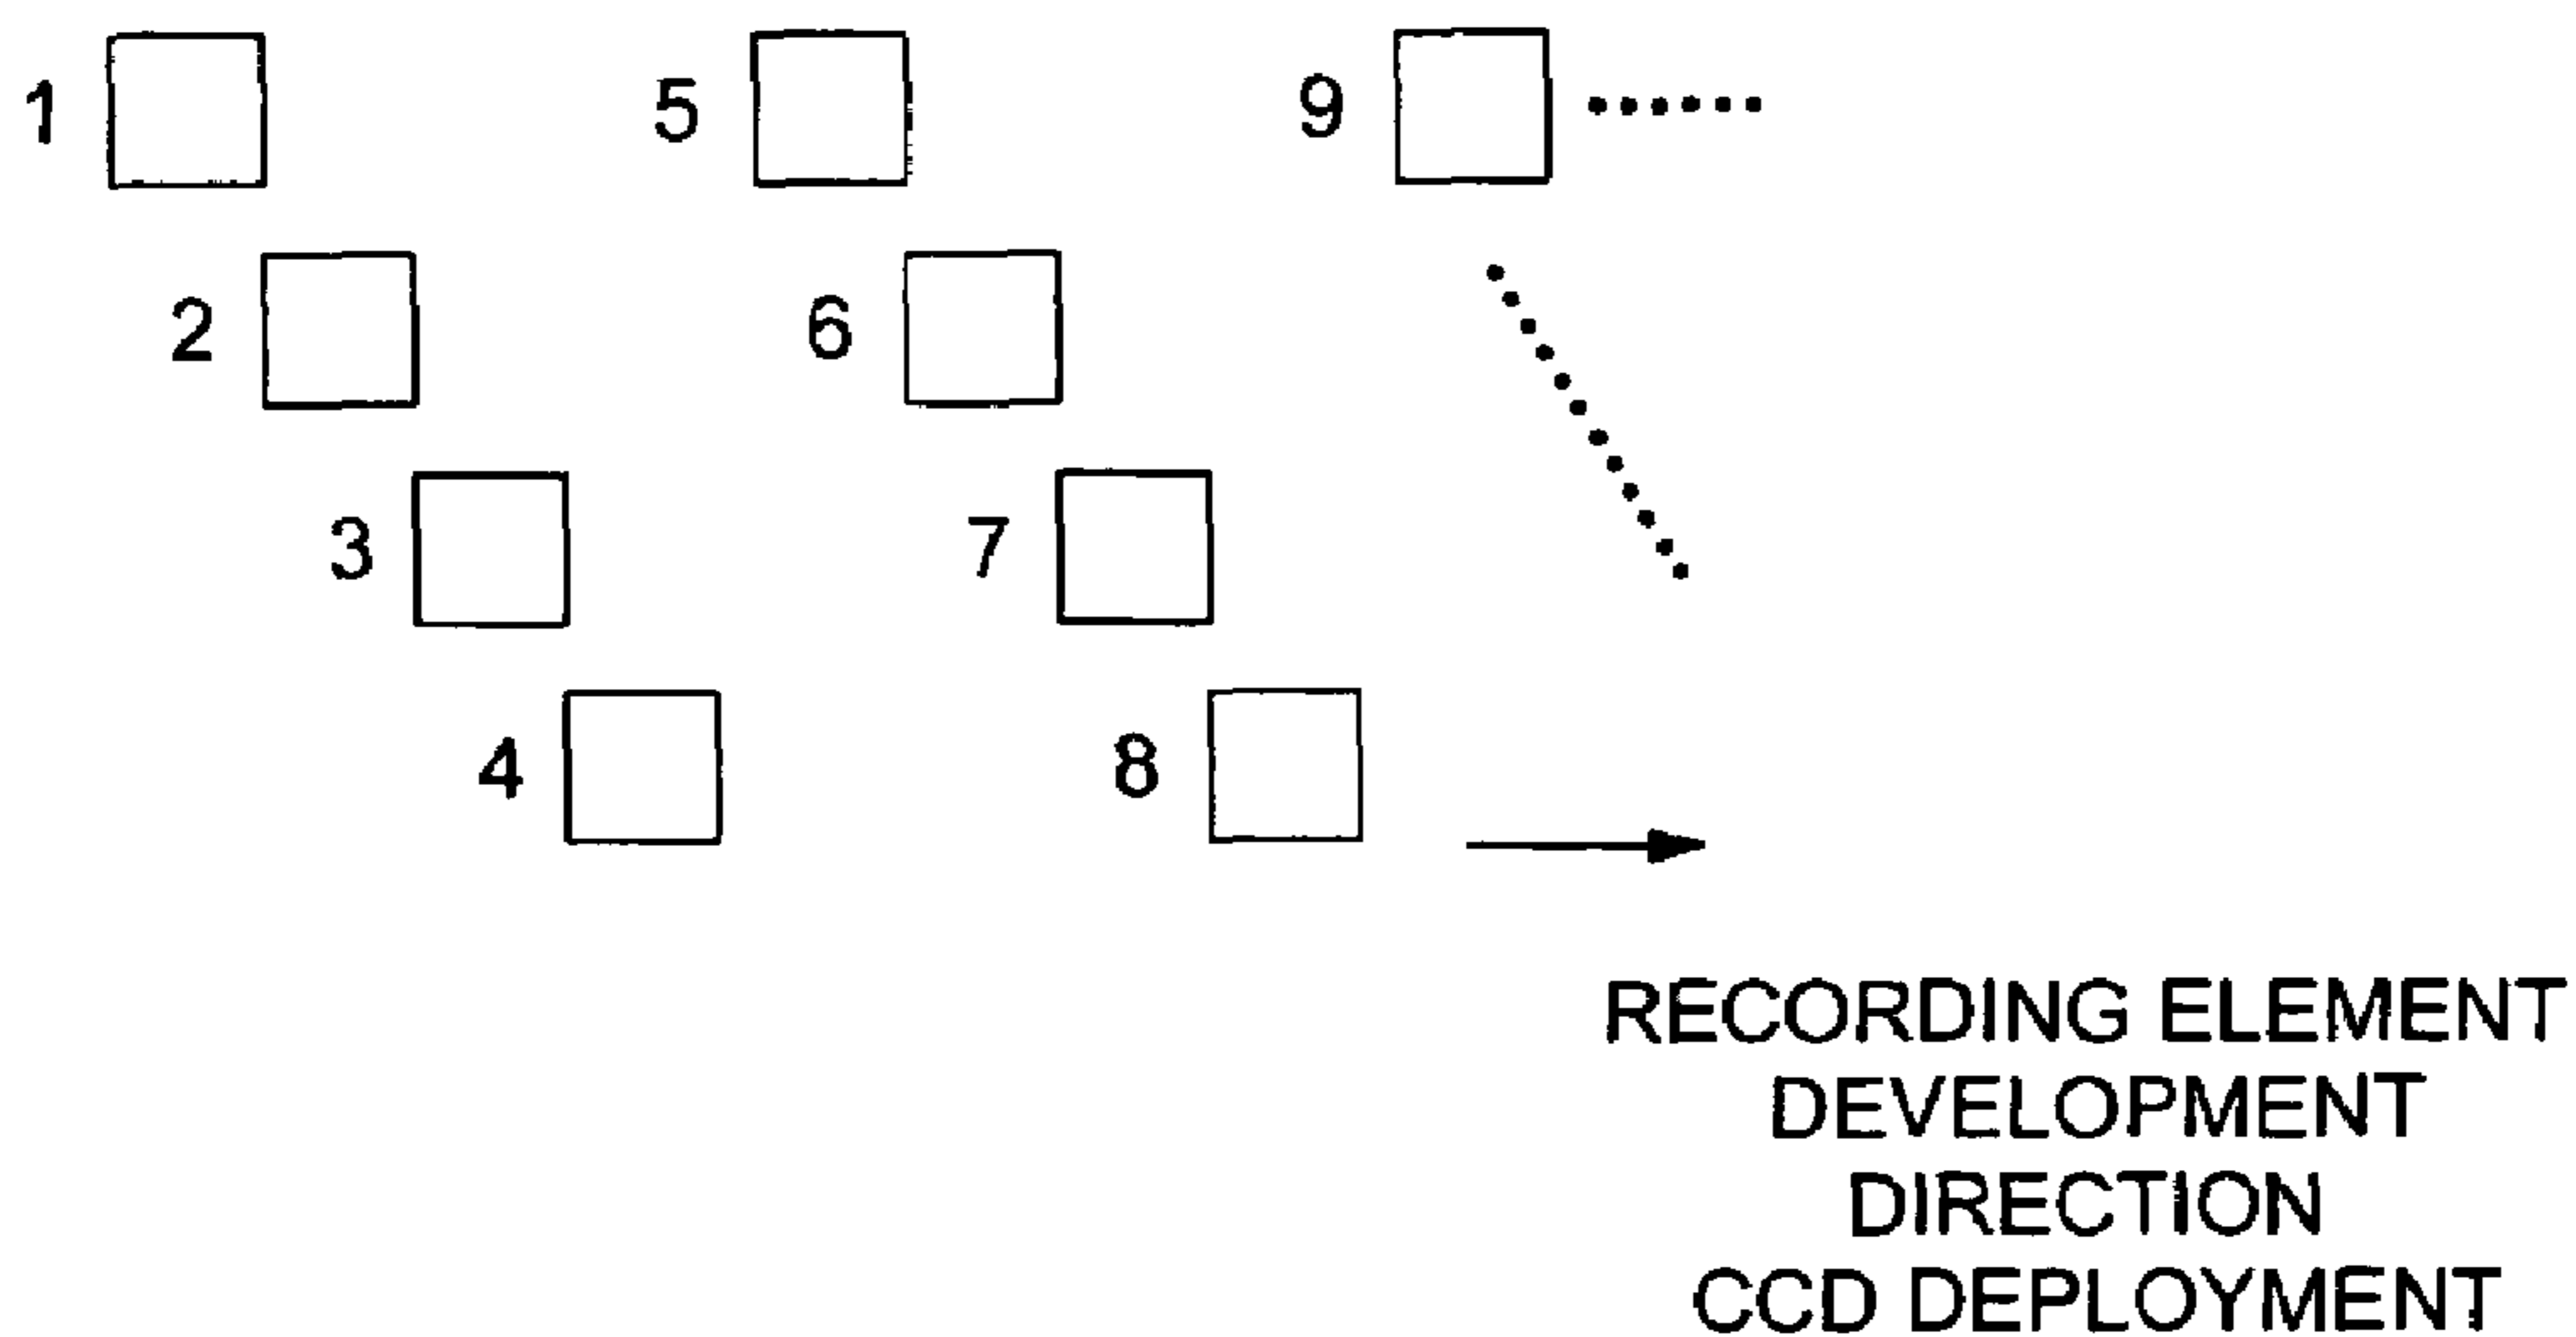 1
5
9
2
6
3
7
4
8
RECORDING ELEMENT
DEVELOPMENT
DIRECTION
CCD DEPLOYMENT